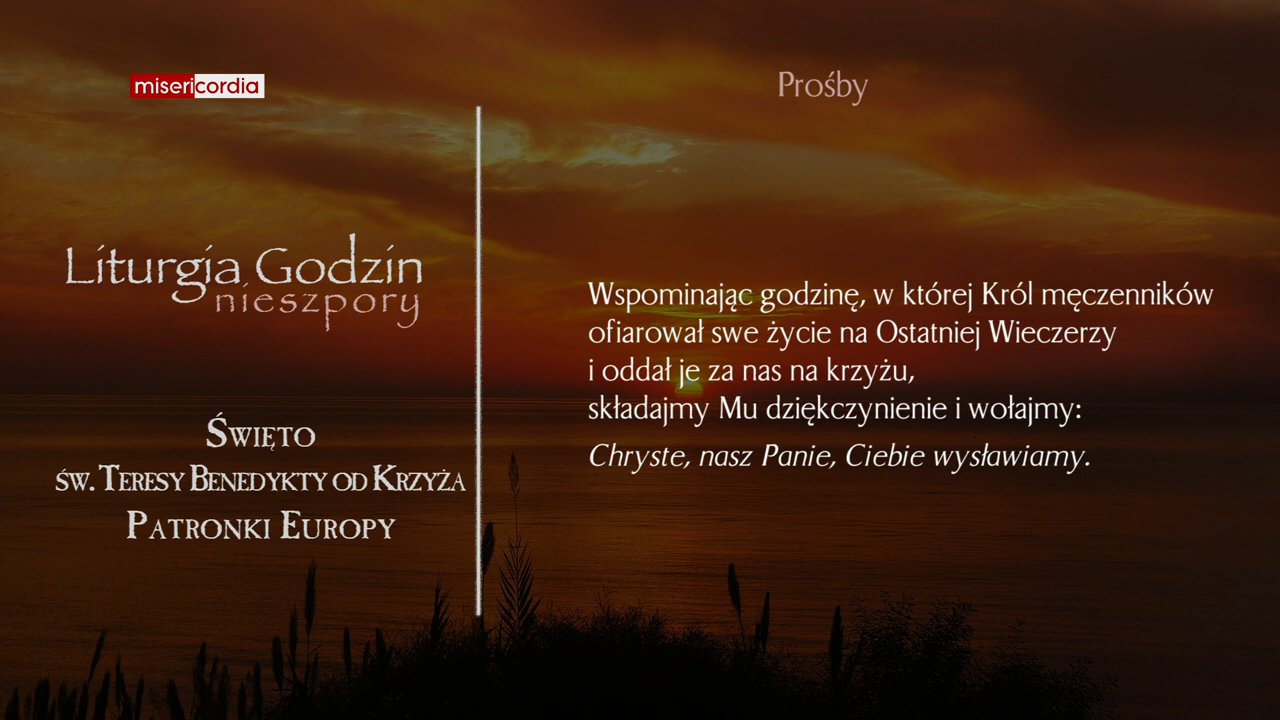 misericordia
Prośby
Liturgia Godzin
nieszpory
Święto
św. Teresy Benedykty od Krzyża
Patronki Europy
Wspominając godzinę, w której Król męczenników
ofiarował swe życie na Ostatniej Wieczerzy
i oddał je za nas na krzyżu,
składajmy Mu dziękczynienie i wołajmy:
Chryste, nasz Panie, Ciebie wysławiamy.